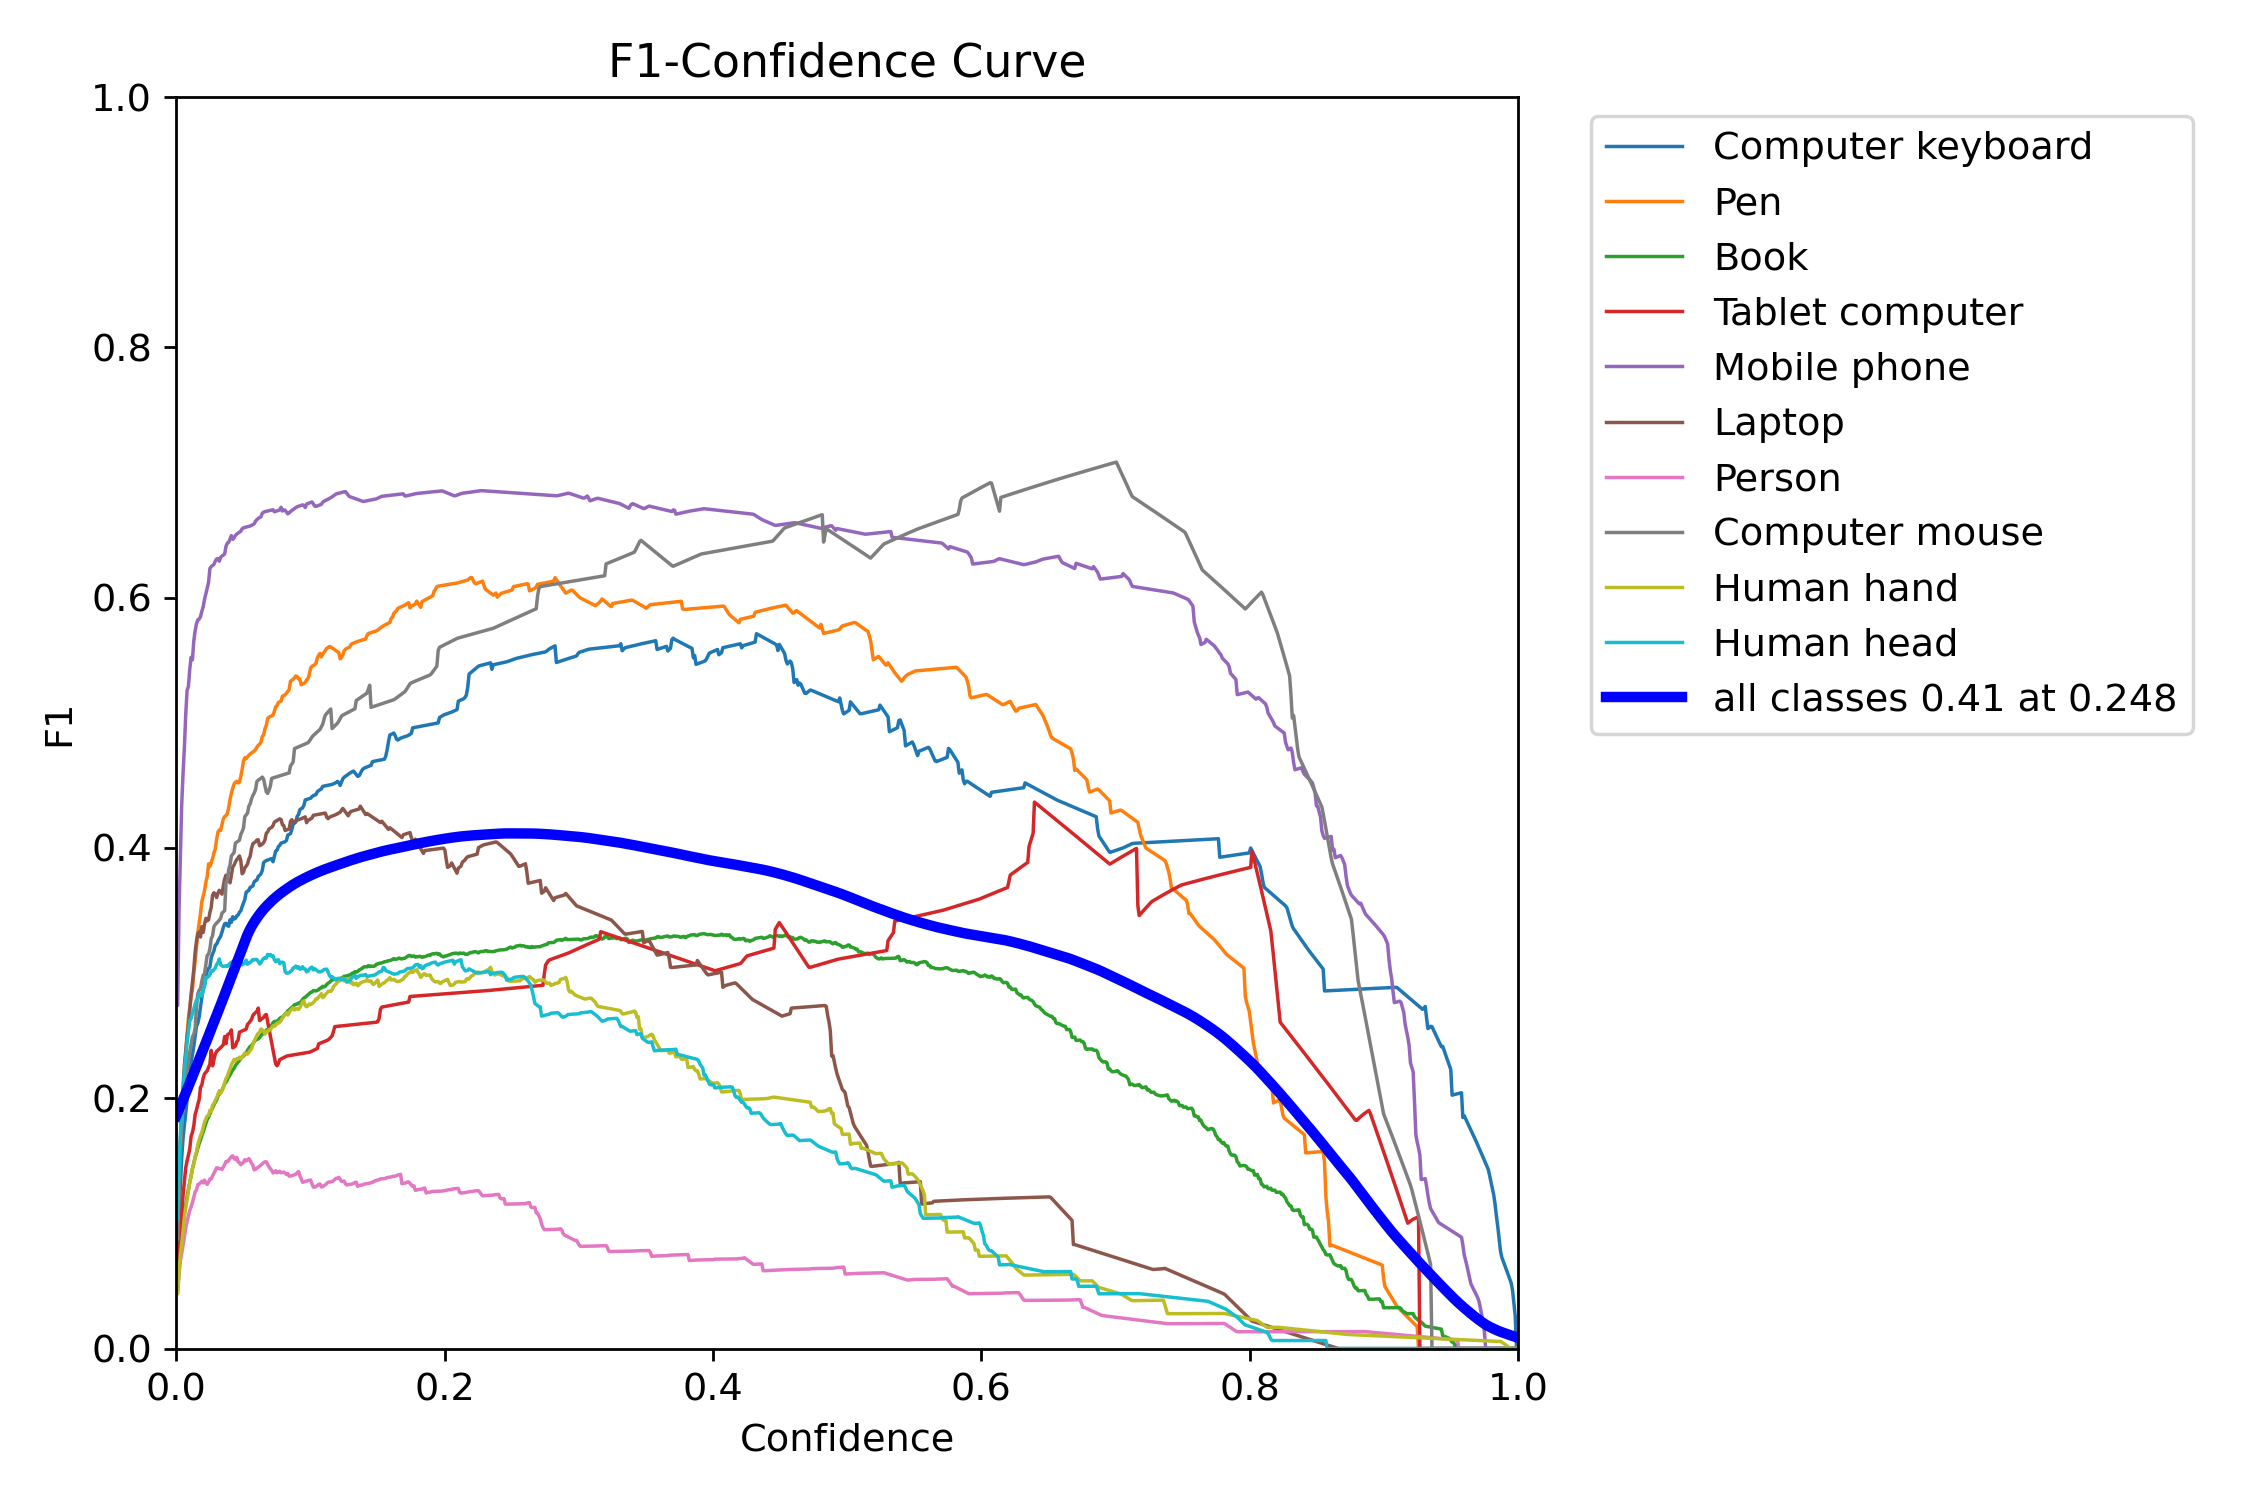 F1-Confidence Curve
1.0
0.8
0.6
0.4
0.2
0.0
F1
0.0 0.2 0.4 0.6 0.8 1.0
Confidence
Computer keyboard
Pen
Book
Tablet computer
Mobile phone
Laptop
Person
Computer mouse
Human hand
Human head
all classes 0.41 at 0.248